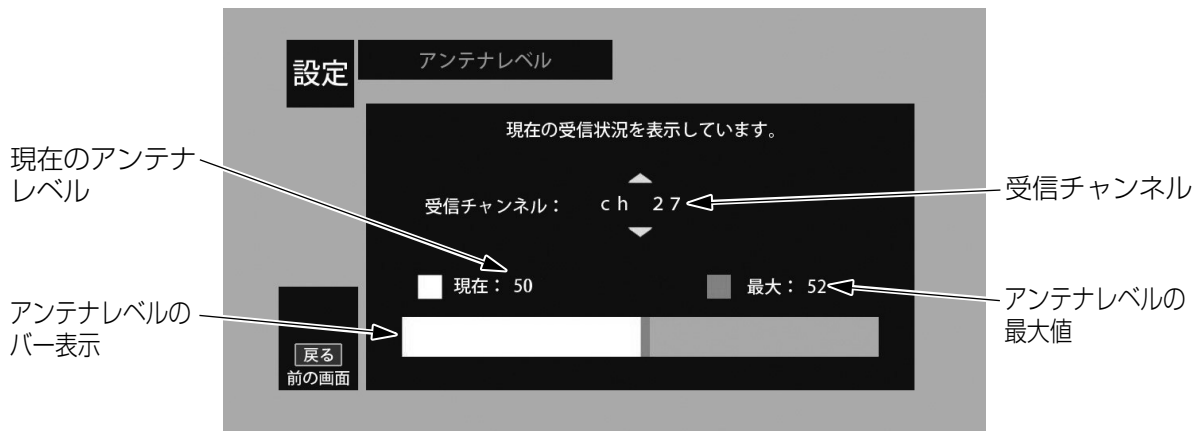 設定
アンテナレベル
現在の受信状況を表示しています。
現在のアンテナ
レベル
受信チャンネル： ch 27
受信チャンネル
現在： 50
最大： 52
アンテナレベルの
バー表示
アンテナレベルの
最大値
戻る
前の画面